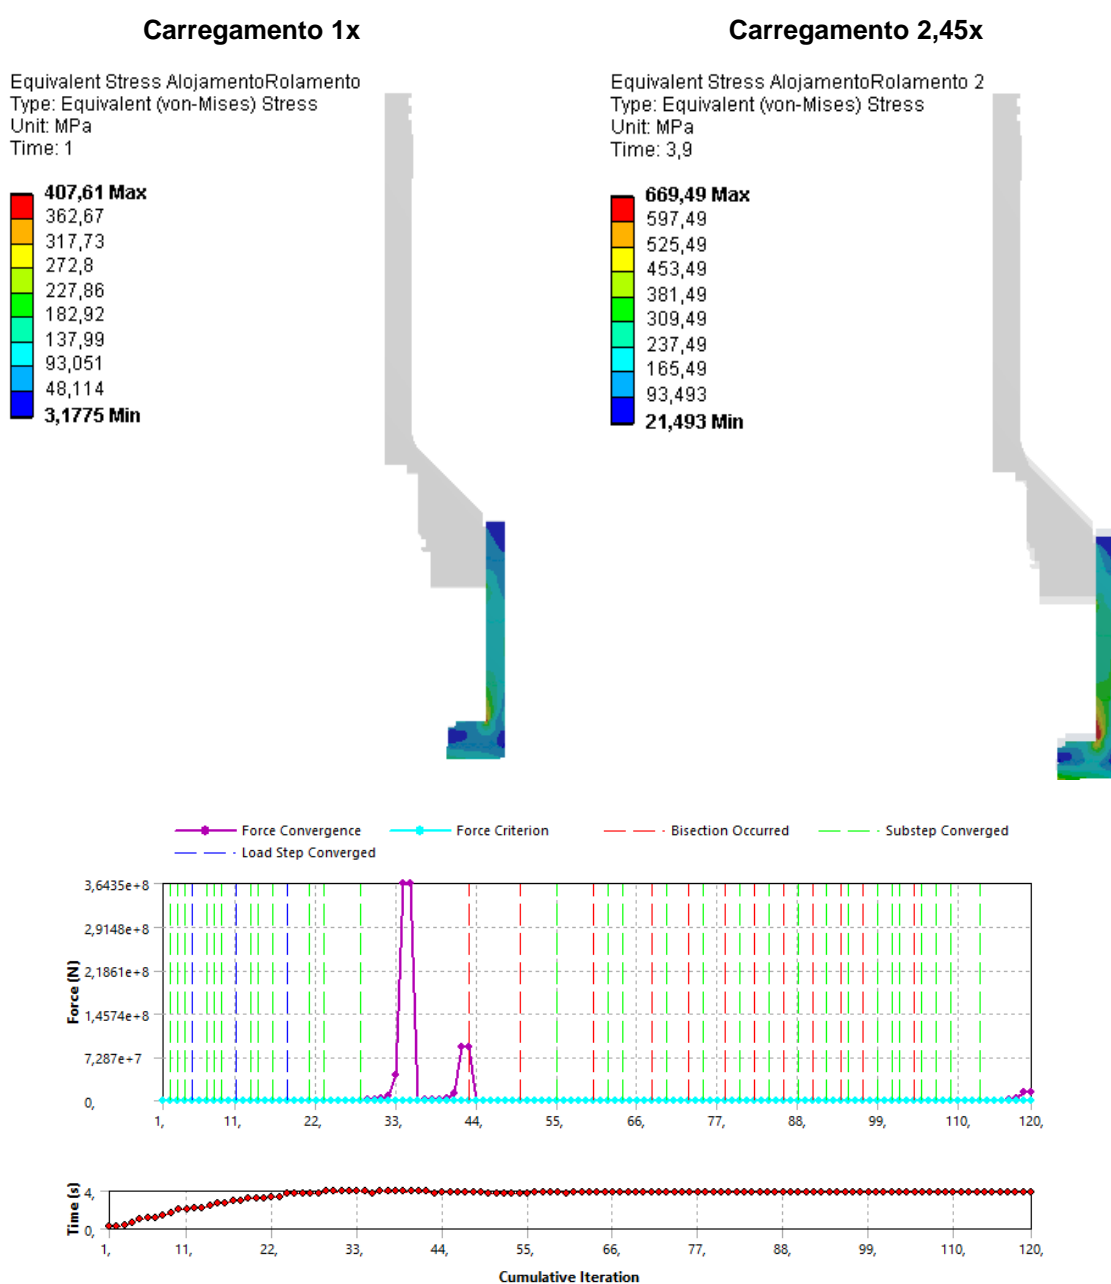 Carregamento 1x
Carregamento 2,45x
Equivalent Stress AlojamentoRolamento
Type: Equivalent (von-Mises) Stress
Unit: MPa
Time: 1
407,61 Max
362,67
317,73
272,8
227,86
182,92
137,99
93,051
48,114
3,1775 Min
Equivalent Stress AlojamentoRolamento 2
Type: Equivalent (von-Mises) Stress
Unit: MPa
Time: 3,9
669,49 Max
597,49
525,49
453,49
381,49
309,49
237,49
165,49
93,493
21,493 Min
Force Convergence Force Criterion Bisection Occurred Substep Converged
Load Step Converged
Force (N)
3,6435e+8
2,9148e+8
2,1861e+8
1,4574e+8
7,287e+7
0,
1, 11, 22, 33, 44, 55, 66, 77, 88, 99, 110, 120,
Time (s)
4,
0,
1, 11, 22, 33, 44, 55, 66, 77, 88, 99, 110, 120,
Cumulative Iteration